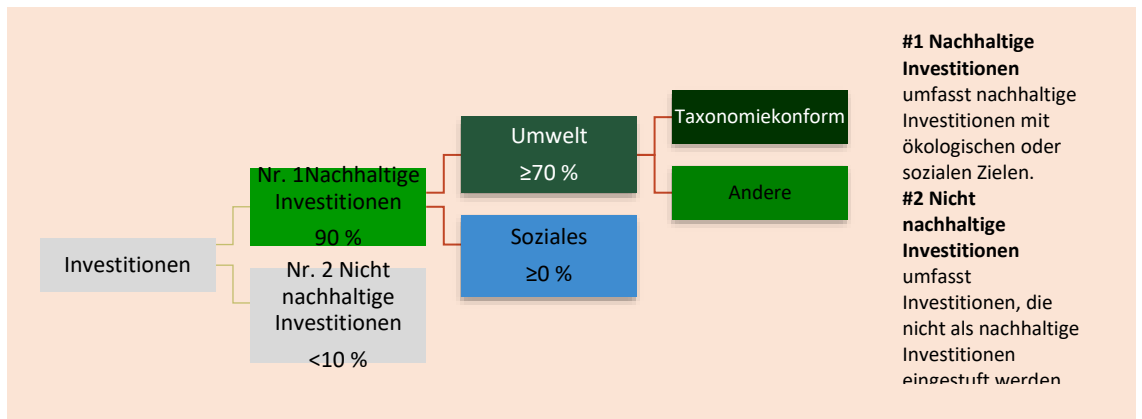 Investitionen
Nr. 1Nachhaltige
Investitionen
90 %
Nr. 2 Nicht
nachhaltige
Investitionen
<10 %
Umwelt
≥70 %
Soziales
≥0 %
Taxonomiekonform
Andere
#1 Nachhaltige
Investitionen
umfasst nachhaltige
Investitionen mit
ökologischen oder
sozialen Zielen.
#2 Nicht
nachhaltige
Investitionen
umfasst
Investitionen, die
nicht als nachhaltige
Investitionen
eingestuft werden